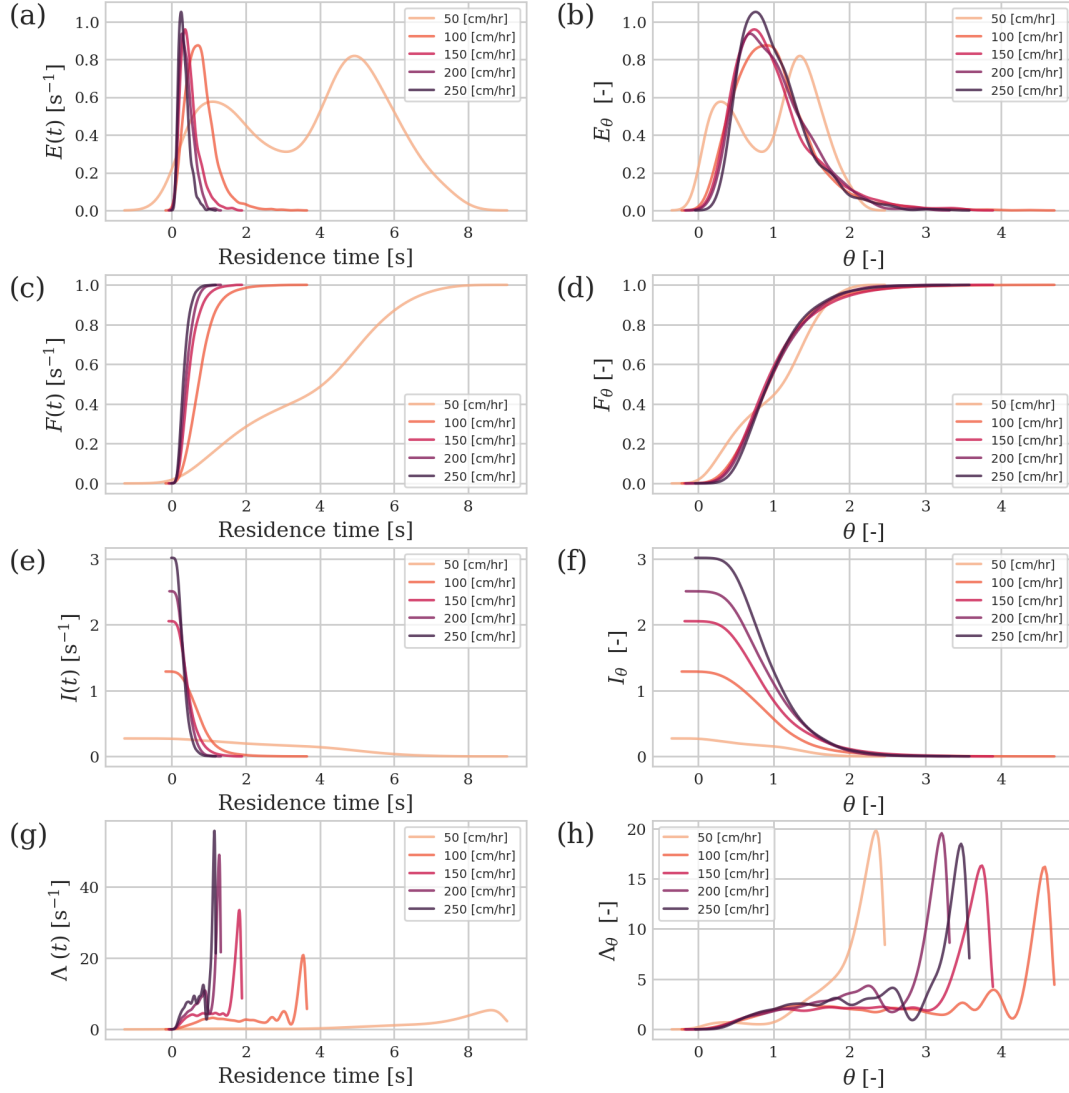 (a)
E(t) [s⁻¹]
1.0
0.8
0.6
0.4
0.2
0.0
50 [cm/hr]
100 [cm/hr]
150 [cm/hr]
200 [cm/hr]
250 [cm/hr]
0 2 4 6 8
Residence time [s]
(b)
E_θ [-]
1.0
0.8
0.6
0.4
0.2
0.0
50 [cm/hr]
100 [cm/hr]
150 [cm/hr]
200 [cm/hr]
250 [cm/hr]
0 1 2 3 4
θ [-]
(c)
F(t) [s⁻¹]
1.0
0.8
0.6
0.4
0.2
0.0
50 [cm/hr]
100 [cm/hr]
150 [cm/hr]
200 [cm/hr]
250 [cm/hr]
0 2 4 6 8
Residence time [s]
(d)
F_θ [-]
1.0
0.8
0.6
0.4
0.2
0.0
50 [cm/hr]
100 [cm/hr]
150 [cm/hr]
200 [cm/hr]
250 [cm/hr]
0 1 2 3 4
θ [-]
(e)
I(t) [s⁻¹]
3
2
1
0
50 [cm/hr]
100 [cm/hr]
150 [cm/hr]
200 [cm/hr]
250 [cm/hr]
0 2 4 6 8
Residence time [s]
(f)
I_θ [-]
3
2
1
0
50 [cm/hr]
100 [cm/hr]
150 [cm/hr]
200 [cm/hr]
250 [cm/hr]
0 1 2 3 4
θ [-]
(g)
Λ (t) [s⁻¹]
40
20
0
50 [cm/hr]
100 [cm/hr]
150 [cm/hr]
200 [cm/hr]
250 [cm/hr]
0 2 4 6 8
Residence time [s]
(h)
Λ_θ [-]
20
15
10
5
0
50 [cm/hr]
100 [cm/hr]
150 [cm/hr]
200 [cm/hr]
250 [cm/hr]
0 1 2 3 4
θ [-]